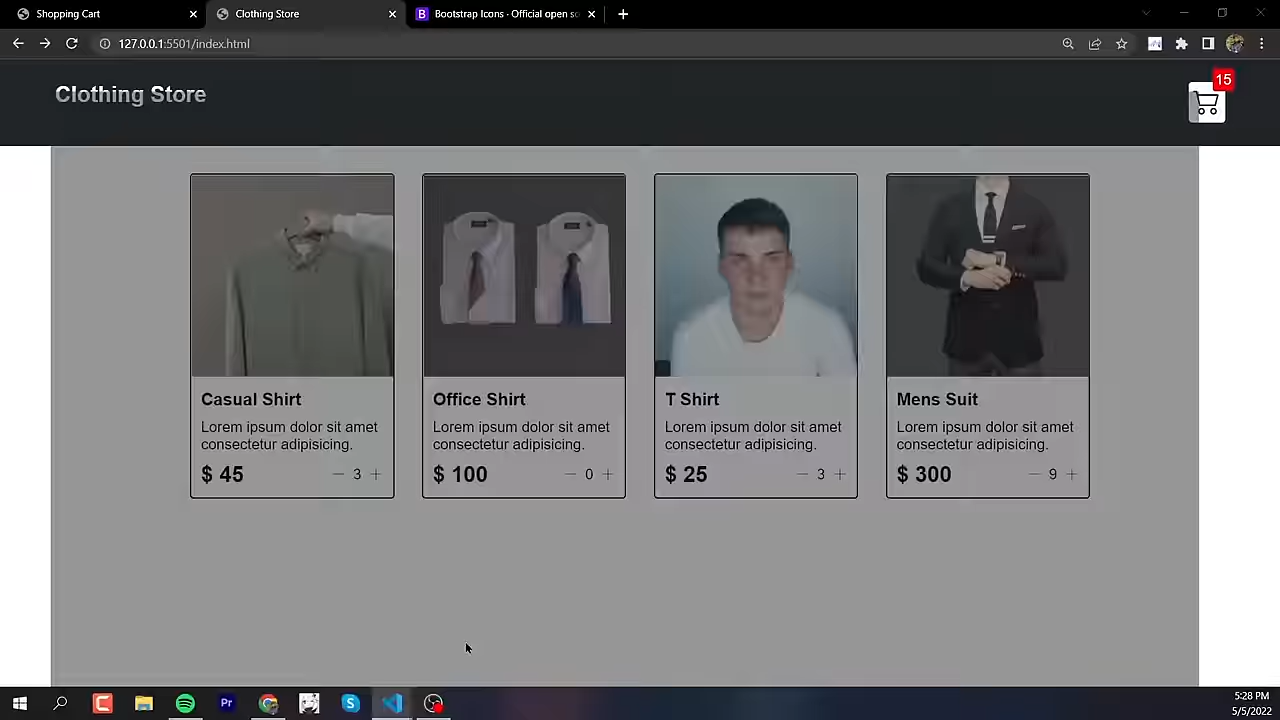 Shopping Cart
Clothing Store
Bootstrap Icons · Official open so
127.0.0.1:5501/index.html
Clothing Store
15
Casual Shirt
Lorem ipsum dolor sit amet
consectetur adipisicing.
$ 45
3
Office Shirt
Lorem ipsum dolor sit amet
consectetur adipisicing.
$ 100
0
T Shirt
Lorem ipsum dolor sit amet
consectetur adipisicing.
$ 25
3
Mens Suit
Lorem ipsum dolor sit amet
consectetur adipisicing.
$ 300
9
5:28 PM
5/5/2022